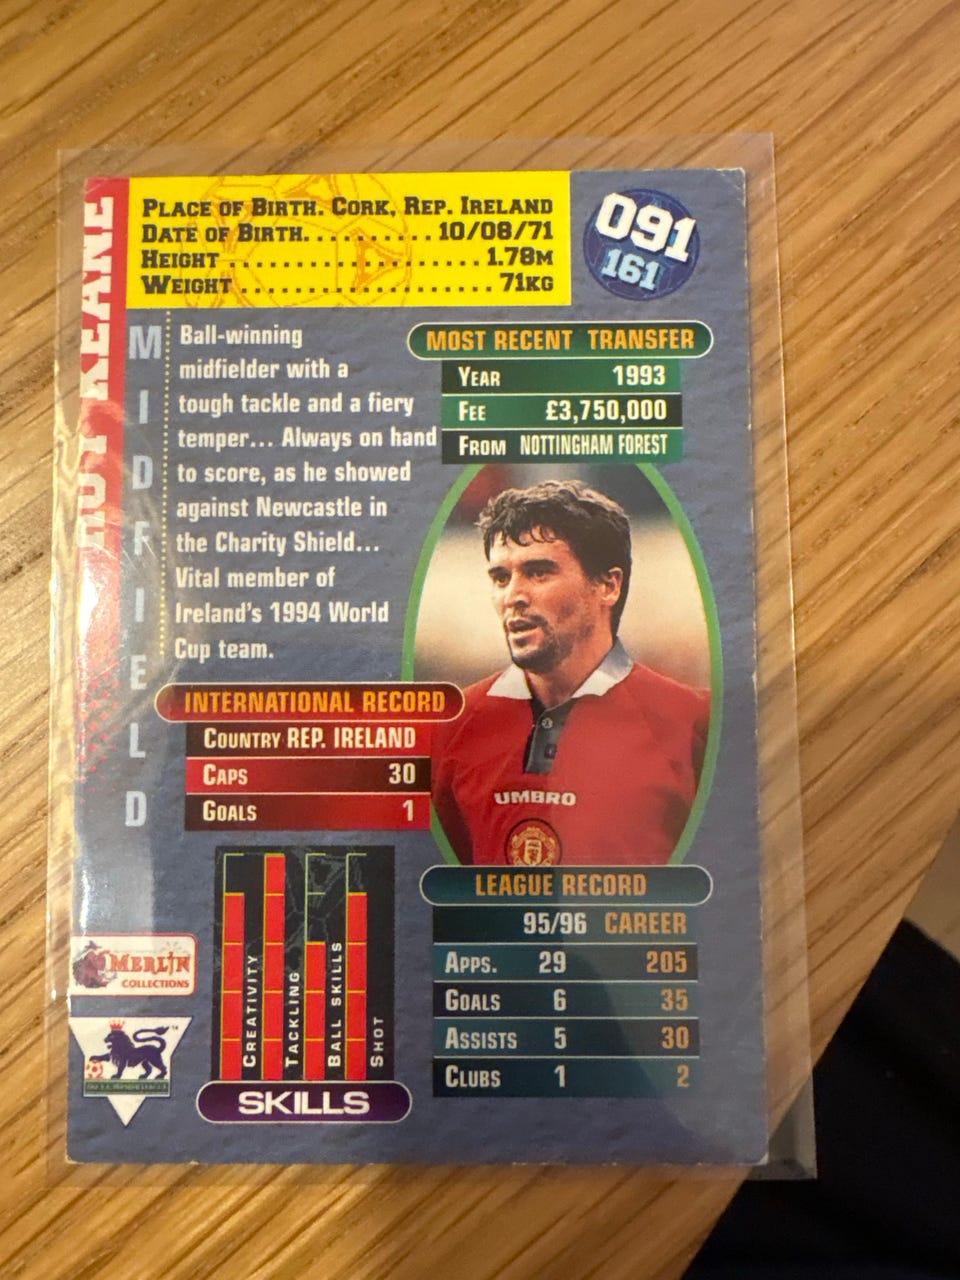 PLACE OF BIRTH. CORK, REP. IRELAND
DATE OF BIRTH. . . . . . . . . . 10/08/71
HEIGHT . . . . . . . . . . . . . . . . . . . . 1.78M
WEIGHT . . . . . . . . . . . . . . . . . . . 71KG
091
161
ROY KEANE
MIDFIELD
Ball-winning
midfielder with a
tough tackle and a fiery
temper... Always on hand
to score, as he showed
against Newcastle in
the Charity Shield...
Vital member of
Ireland's 1994 World
Cup team.
MOST RECENT TRANSFER
YEAR 1993
FEE £3,750,000
FROM NOTTINGHAM FOREST
UMBRO
INTERNATIONAL RECORD
COUNTRY REP. IRELAND
CAPS 30
GOALS 1
CREATIVITY
TACKLING
BALL SKILLS
SHOT
SKILLS
LEAGUE RECORD
95/96 CAREER
APPS. 29 205
GOALS 6 35
ASSISTS 5 30
CLUBS 1 2
MERLIN
COLLECTIONS